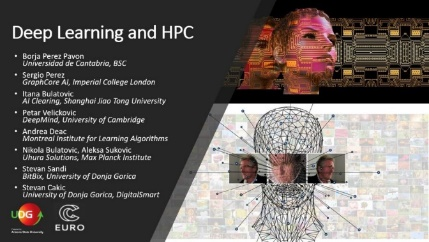 Deep Learning and HPC
• Borja Perez Pavon
Universidad de Cantabria, BSC
• Sergio Perez
GraphCore AI, Imperial College London
• Itana Bulatovic
AI Clearing, Shanghai Jiao Tong University
• Petar Velickovic
DeepMind, University of Cambridge
• Andrea Deac
Montreal Institute for Learning Algorithms
• Nikola Bulatovic, Aleksa Sukovic
Uhura Solutions, Max Planck Institute
• Stevan Sandi
BitBix, University of Donja Gorica
• Stevan Cakic
University of Donja Gorica, DigitalSmart
UDG
EURO